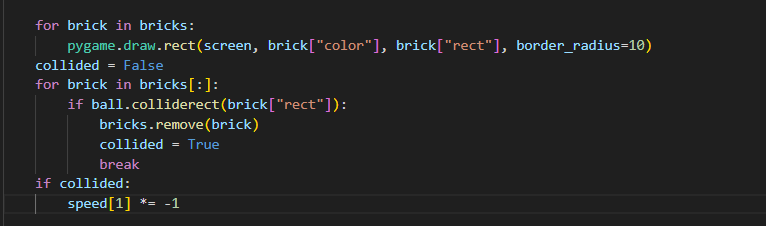 for brick in bricks:
    pygame.draw.rect(screen, brick["color"], brick["rect"], border_radius=10)
collided = False
for brick in bricks[:]:
    if ball.colliderect(brick["rect"]):
        bricks.remove(brick)
        collided = True
        break
if collided:
    speed[1] *= -1